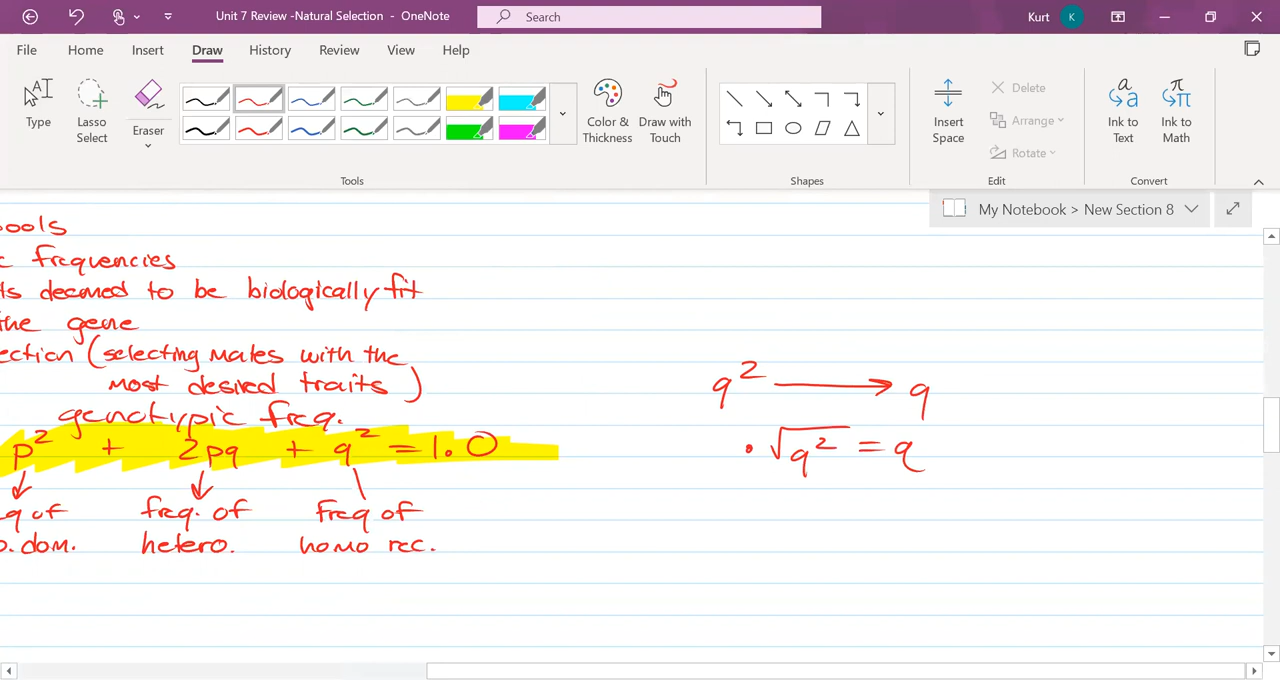 Unit 7 Review -Natural Selection - OneNote
Search
Kurt
K
File
Home
Insert
Draw
History
Review
View
Help
Type
Lasso
Select
Eraser
Color &
Thickness
Draw with
Touch
Insert
Space
Delete
Arrange
Rotate
Ink to
Text
Ink to
Math
Tools
Shapes
Edit
Convert
My Notebook > New Section 8
ools
c frequencies
ts deemed to be biologically fit
the gene
ection (selecting mates with the
most desired traits)
genotypic freq.
p² + 2pq + q² = 1.0
q of
freq. of
freq of
o. dom.
hetero.
homo rec.
q² → q
• √q² = q